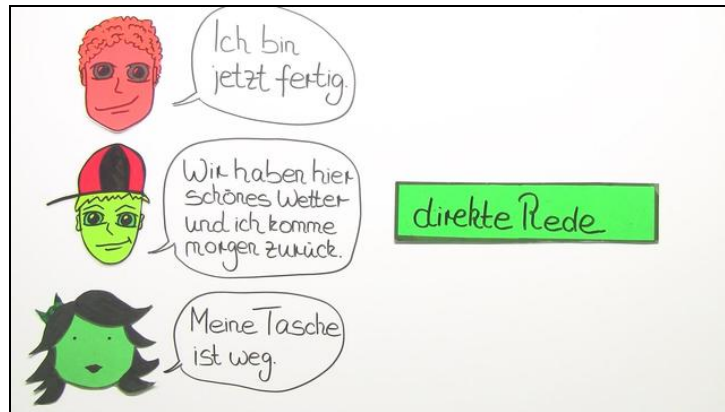 Ich bin
jetzt fertig.
Wir haben hier
schönes Wetter
und ich komme
morgen zurück.
direkte Rede
Meine Tasche
ist weg.